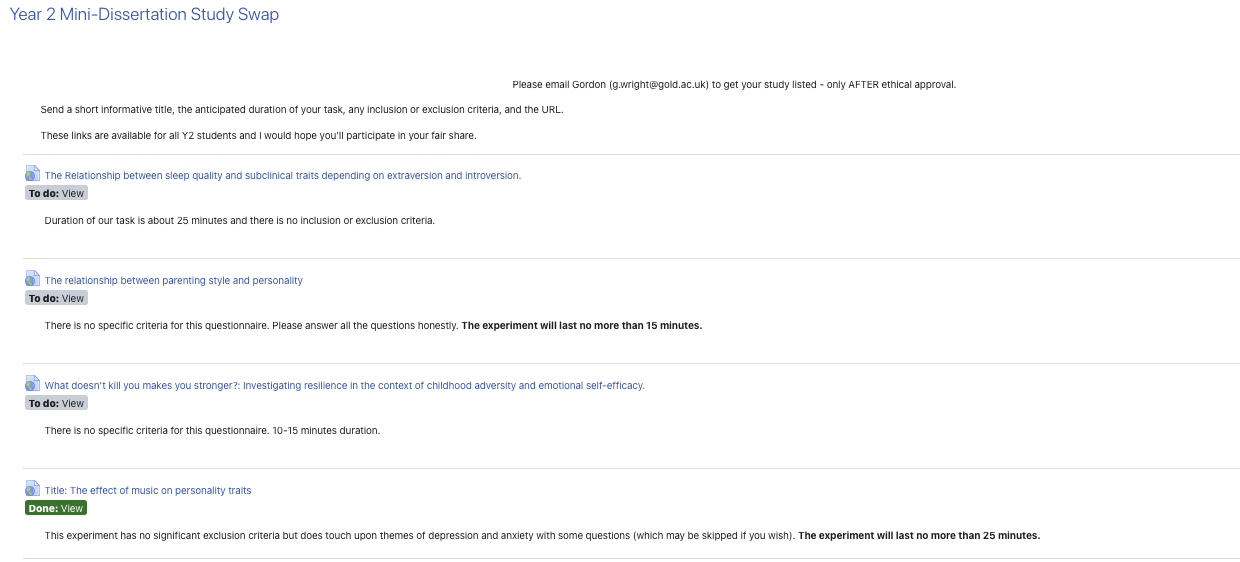 Year 2 Mini-Dissertation Study Swap
Please email Gordon (g.wright@gold.ac.uk) to get your study listed - only AFTER ethical approval.
Send a short informative title, the anticipated duration of your task, any inclusion or exclusion criteria, and the URL.
These links are available for all Y2 students and I would hope you'll participate in your fair share.
The Relationship between sleep quality and subclinical traits depending on extraversion and introversion.
To do: View
Duration of our task is about 25 minutes and there is no inclusion or exclusion criteria.
The relationship between parenting style and personality
To do: View
There is no specific criteria for this questionnaire. Please answer all the questions honestly. The experiment will last no more than 15 minutes.
What doesn't kill you makes you stronger?: Investigating resilience in the context of childhood adversity and emotional self-efficacy.
To do: View
There is no specific criteria for this questionnaire. 10-15 minutes duration.
Title: The effect of music on personality traits
Done: View
This experiment has no significant exclusion criteria but does touch upon themes of depression and anxiety with some questions (which may be skipped if you wish). The experiment will last no more than 25 minutes.